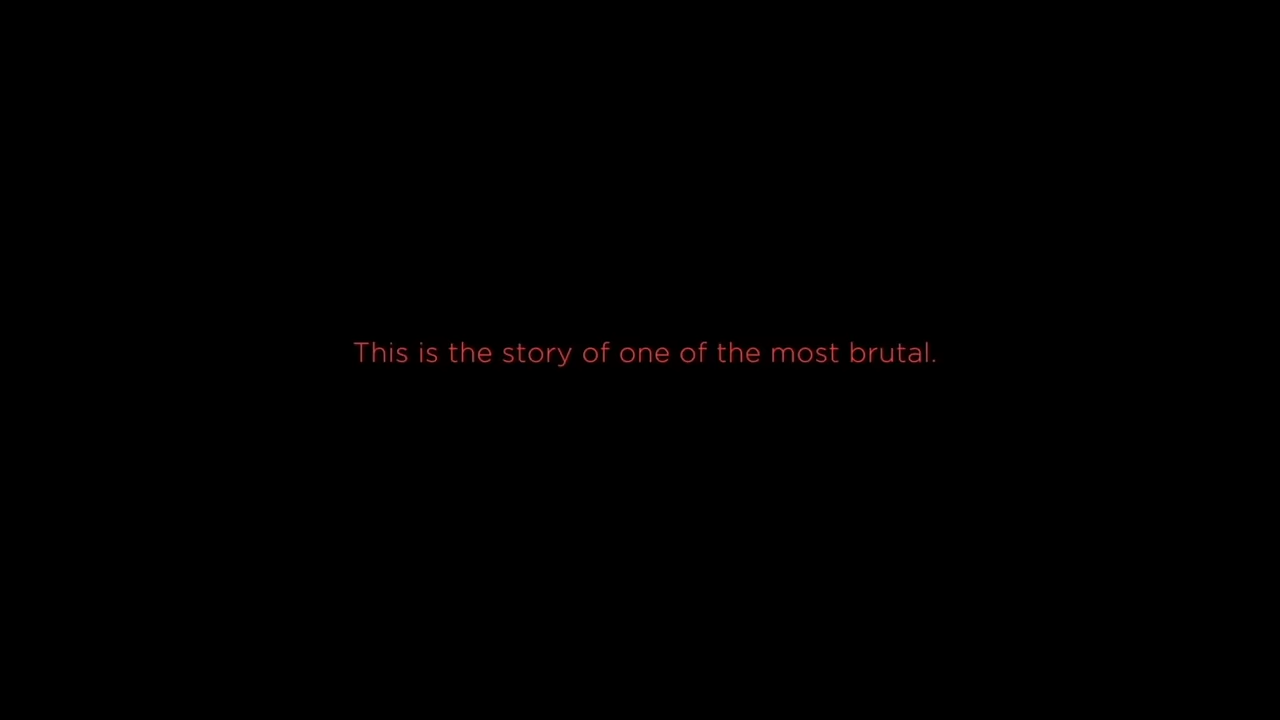 This is the story of one of the most brutal.